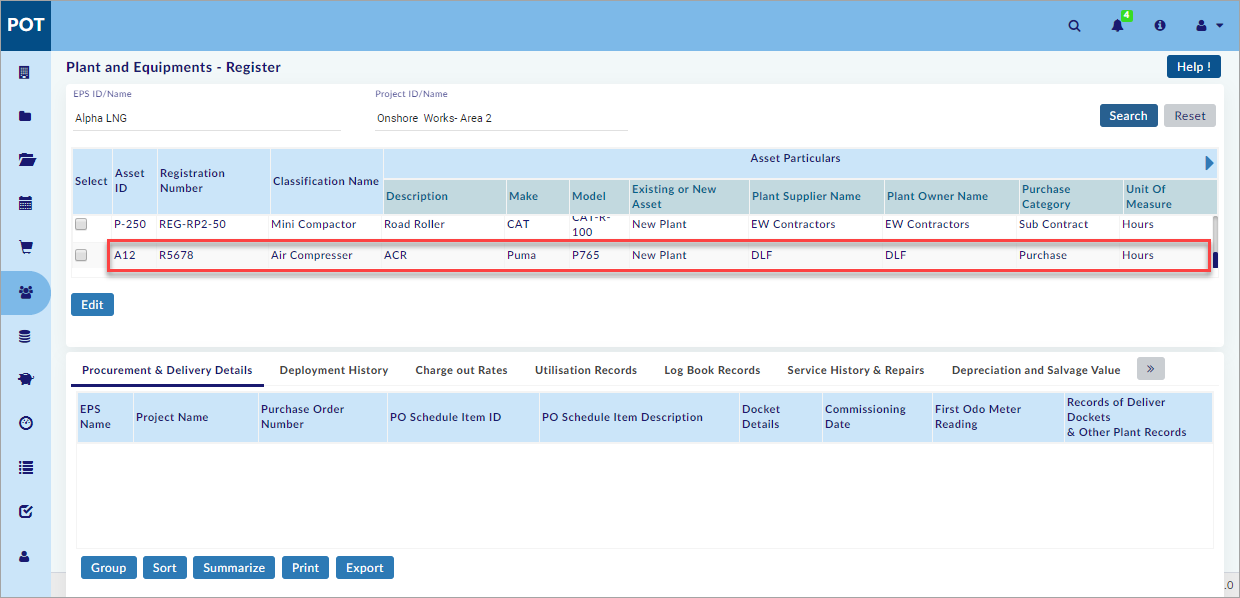 POT
4
Plant and Equipments - Register
Help !
EPS ID/Name
Project ID/Name
Alpha LNG
Onshore Works- Area 2
Search
Reset
Select
Asset
ID
Registration
Number
Classification Name
Asset Particulars
Description
Make
Model
Existing or New
Asset
Plant Supplier Name
Plant Owner Name
Purchase
Category
Unit Of
Measure
P-250
REG-RP2-50
Mini Compactor
Road Roller
CAT
CAT-R-
100
New Plant
EW Contractors
EW Contractors
Sub Contract
Hours
A12
R5678
Air Compresser
ACR
Puma
P765
New Plant
DLF
DLF
Purchase
Hours
Edit
Procurement & Delivery Details
Deployment History
Charge out Rates
Utilisation Records
Log Book Records
Service History & Repairs
Depreciation and Salvage Value
»
EPS
Name
Project Name
Purchase Order
Number
PO Schedule Item ID
PO Schedule Item Description
Docket
Details
Commissioning
Date
First Odo Meter
Reading
Records of Deliver
Dockets
& Other Plant Records
Group
Sort
Summarize
Print
Export
.0